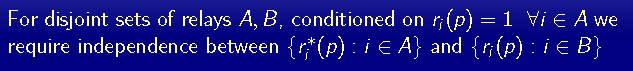 For disjoint sets of relays A, B, conditioned on r_i(p) = 1 ∀i ∈ A we
require independence between {r_i^*(p) : i ∈ A} and {r_i(p) : i ∈ B}